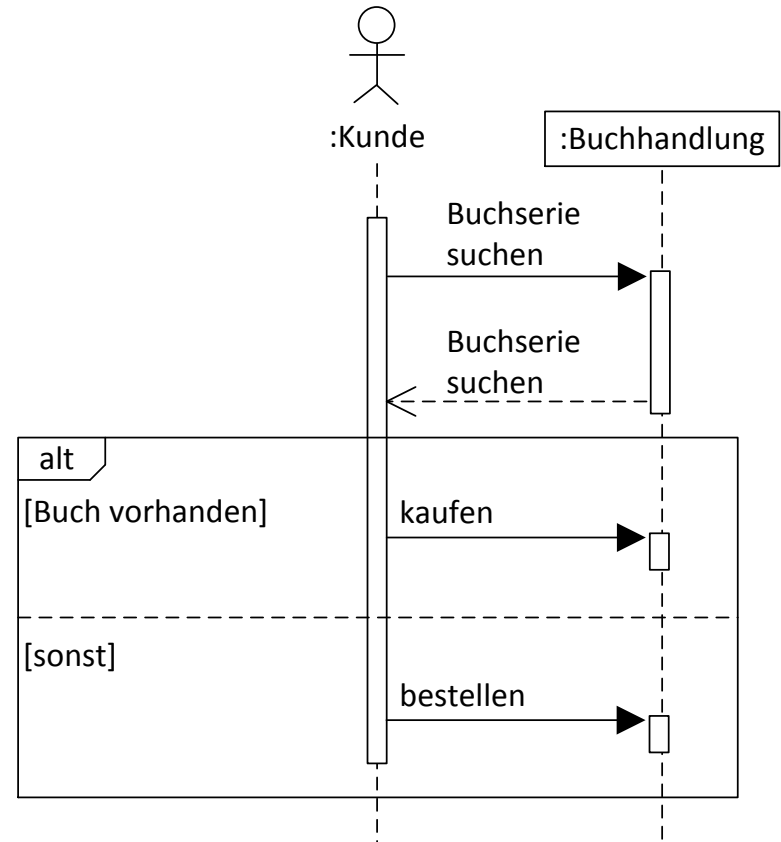 :Kunde
:Buchhandlung
Buchserie
suchen
Buchserie
suchen
alt
[Buch vorhanden]
kaufen
[sonst]
bestellen